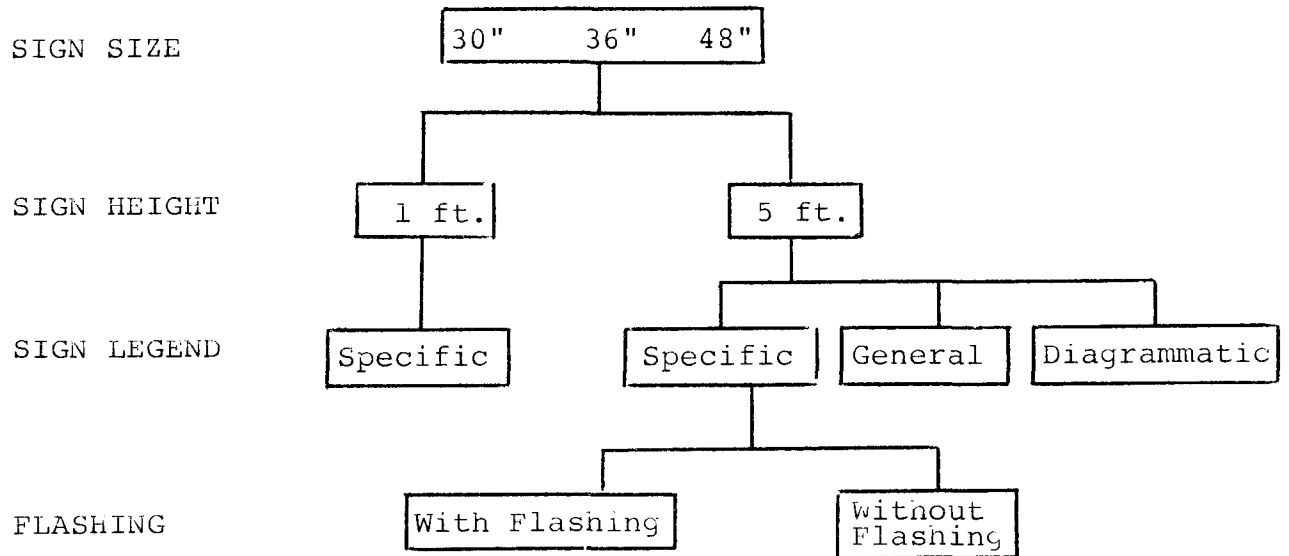 SIGN SIZE
30" 36" 48"
SIGN HEIGHT
1 ft.
5 ft.
SIGN LEGEND
Specific
Specific
General
Diagrammatic
FLASHING
With Flashing
Without
Flashing